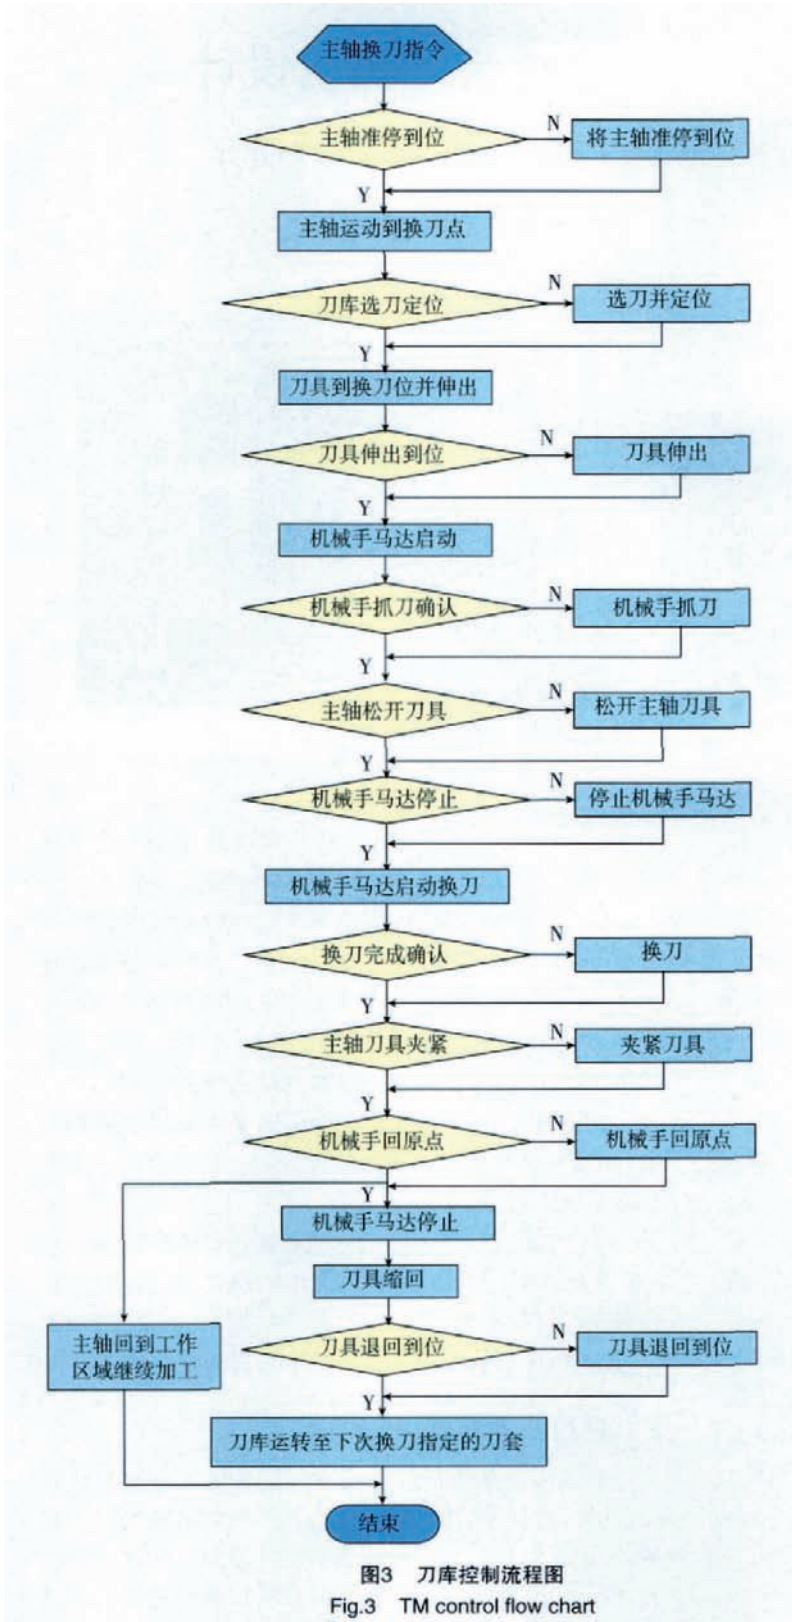 主轴换刀指令
主轴准停到位
N
将主轴准停到位
Y
主轴运动到换刀点
刀库选刀定位
N
选刀并定位
Y
刀具到换刀位并伸出
刀具伸出到位
N
刀具伸出
Y
机械手马达启动
机械手抓刀确认
N
机械手抓刀
Y
主轴松开刀具
N
松开主轴刀具
Y
机械手马达停止
N
停止机械手马达
Y
机械手马达启动换刀
换刀完成确认
N
换刀
Y
主轴刀具夹紧
N
夹紧刀具
Y
机械手回原点
N
机械手回原点
Y
机械手马达停止
刀具缩回
主轴回到工作
区域继续加工
刀具退回到位
N
刀具退回到位
Y
刀库运转至下次换刀指定的刀套
结束
图3 刀库控制流程图
Fig.3 TM control flow chart